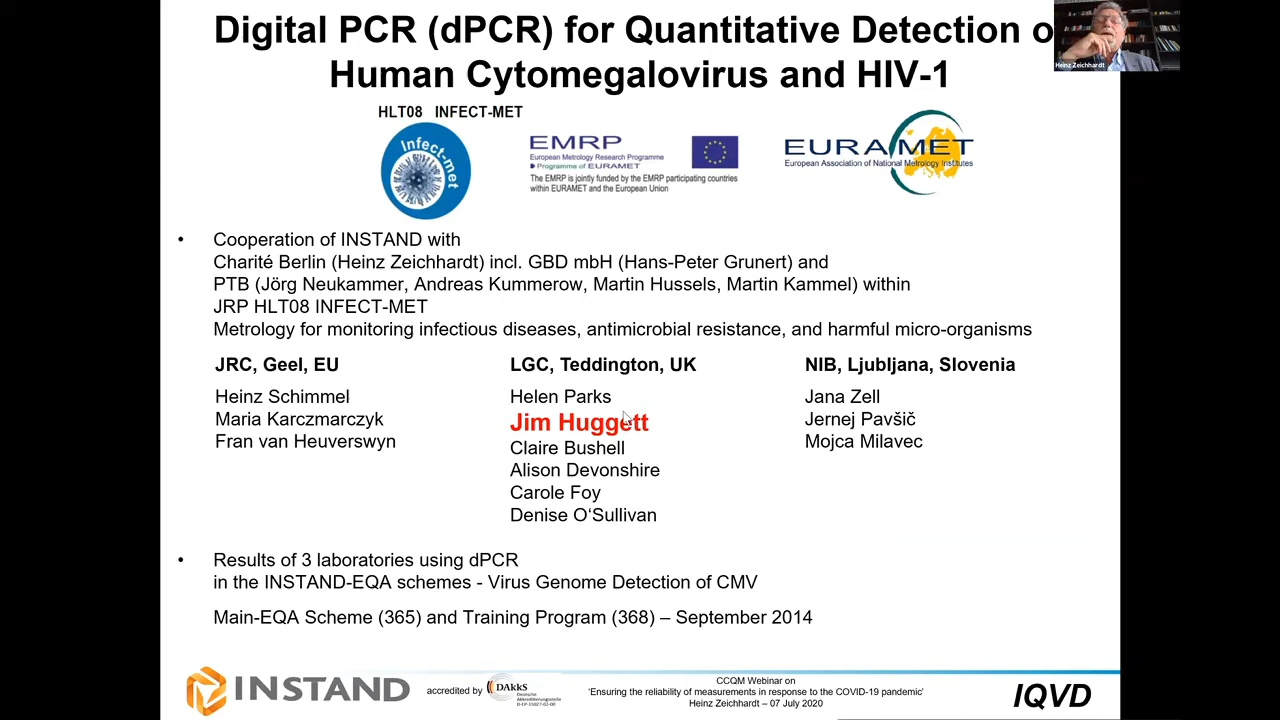 Digital PCR (dPCR) for Quantitative Detection o
Human Cytomegalovirus and HIV-1
Heinz Zeichhardt
HLT08 INFECT-MET
Infect-met
EMRP
European Metrology Research Programme
Programme of EURAMET
The EMRP is jointly funded by the EMRP participating countries
within EURAMET and the European Union
EURAMET
European Association of National Metrology Institutes
• Cooperation of INSTAND with
Charité Berlin (Heinz Zeichhardt) incl. GBD mbH (Hans-Peter Grunert) and
PTB (Jörg Neukammer, Andreas Kummerow, Martin Hussels, Martin Kammel) within
JRP HLT08 INFECT-MET
Metrology for monitoring infectious diseases, antimicrobial resistance, and harmful micro-organisms
JRC, Geel, EU
Heinz Schimmel
Maria Karczmarczyk
Fran van Heuverswyn
LGC, Teddington, UK
Helen Parks
Jim Huggett
Claire Bushell
Alison Devonshire
Carole Foy
Denise O‘Sullivan
NIB, Ljubljana, Slovenia
Jana Zell
Jernej Pavšič
Mojca Milavec
• Results of 3 laboratories using dPCR
in the INSTAND-EQA schemes - Virus Genome Detection of CMV
Main-EQA Scheme (365) and Training Program (368) – September 2014
INSTAND
accredited by
DAkkS
Deutsche
Akkreditierungsstelle
D-EP-15027-02-00
CCQM Webinar on
‘Ensuring the reliability of measurements in response to the COVID-19 pandemic’
Heinz Zeichhardt – 07 July 2020
IQVD